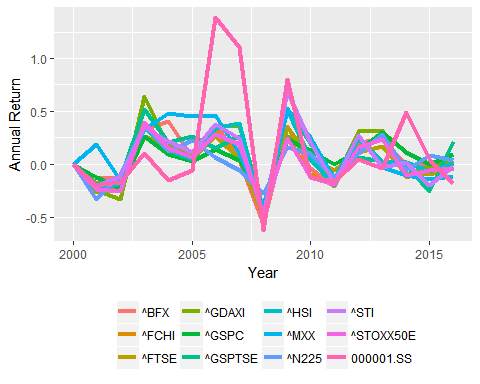 1.0
0.5
0.0
-0.5
Annual Return
2000
2005
2010
2015
Year
^BFX ^GDAXI ^HSI ^STI
^FCHI ^GSPC ^MXX ^STOXX50E
^FTSE ^GSPTSE ^N225 000001.SS